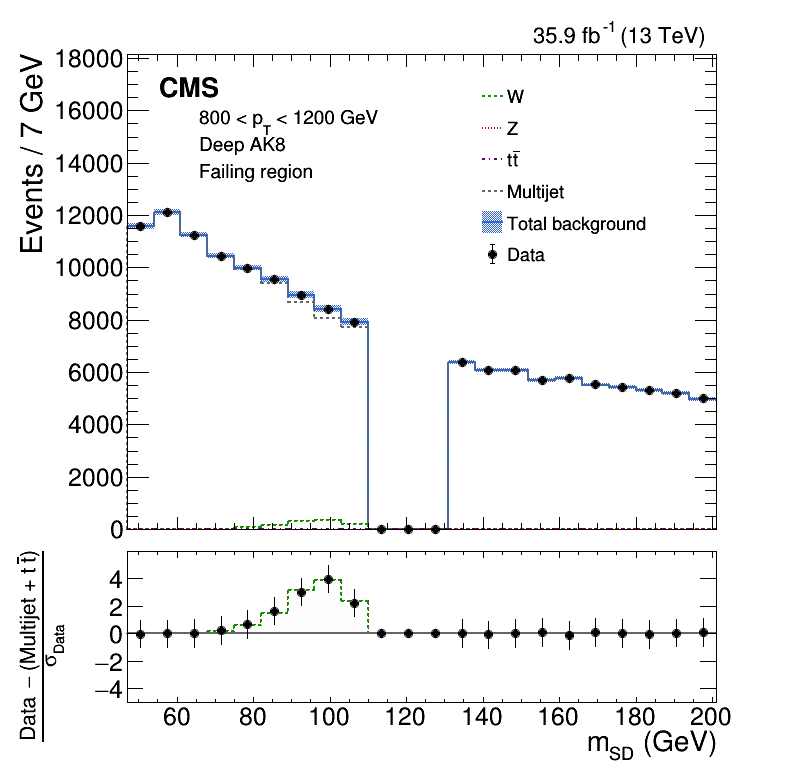 35.9 fb⁻¹ (13 TeV)
Events / 7 GeV
18000
16000
14000
12000
10000
8000
6000
4000
2000
0
CMS
800 < p_T < 1200 GeV
Deep AK8
Failing region
W
Z
tt̄
Multijet
Total background
Data
Data − (Multijet + tt̄)
σ_Data
4
2
0
−2
−4
60 80 100 120 140 160 180 200
m_SD (GeV)